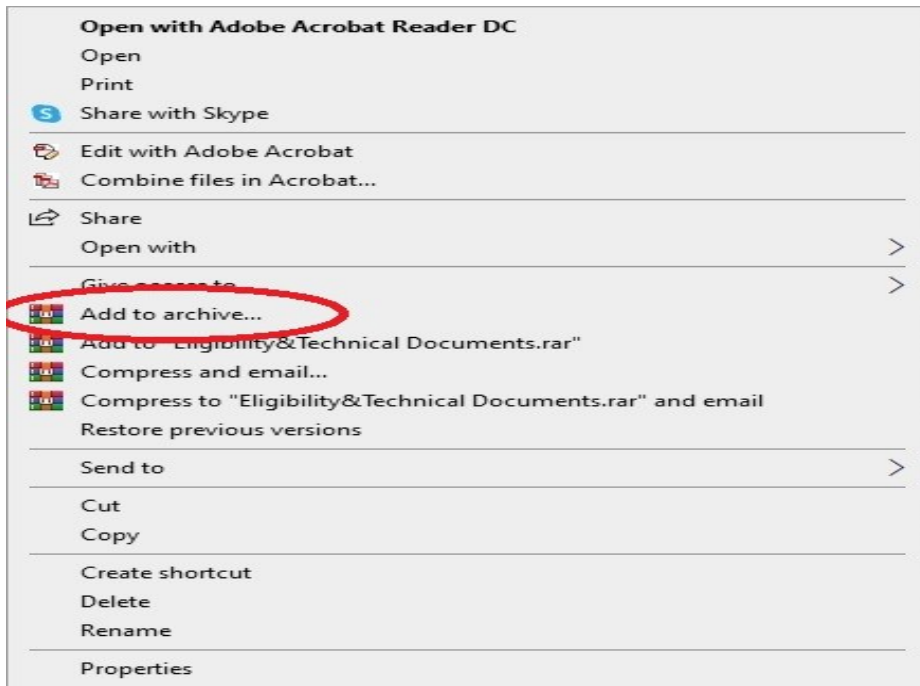 Open with Adobe Acrobat Reader DC
Open
Print
Share with Skype
Edit with Adobe Acrobat
Combine files in Acrobat...
Share
Open with
Give access to
Add to archive...
Add to "Eligibility&Technical Documents.rar"
Compress and email...
Compress to "Eligibility&Technical Documents.rar" and email
Restore previous versions
Send to
Cut
Copy
Create shortcut
Delete
Rename
Properties